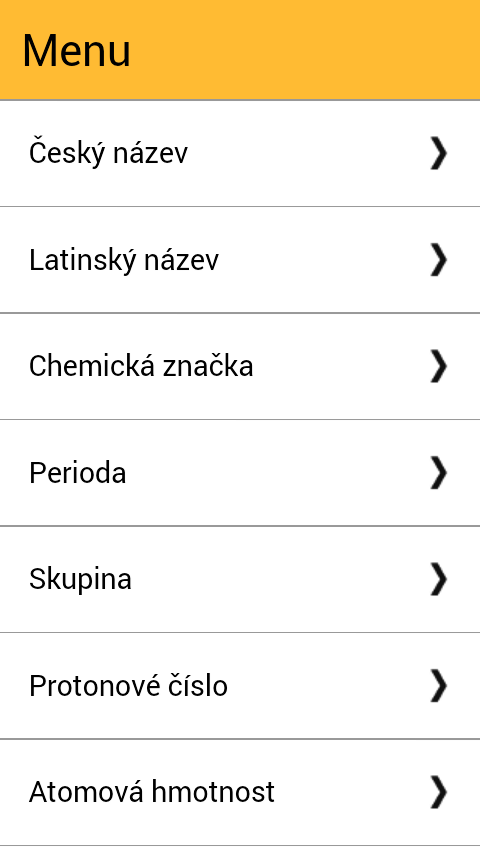 Menu
Český název
Latinský název
Chemická značka
Perioda
Skupina
Protonové číslo
Atomová hmotnost